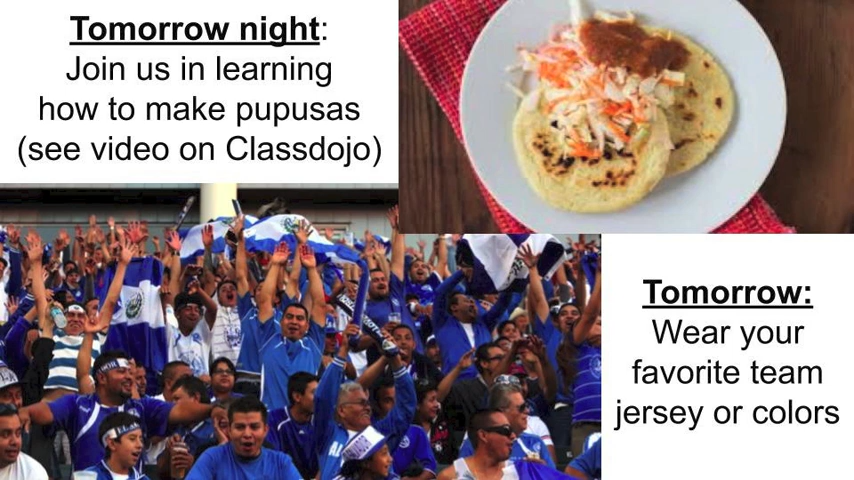 Tomorrow night:
Join us in learning
how to make pupusas
(see video on Classdojo)
Tomorrow:
Wear your
favorite team
jersey or colors